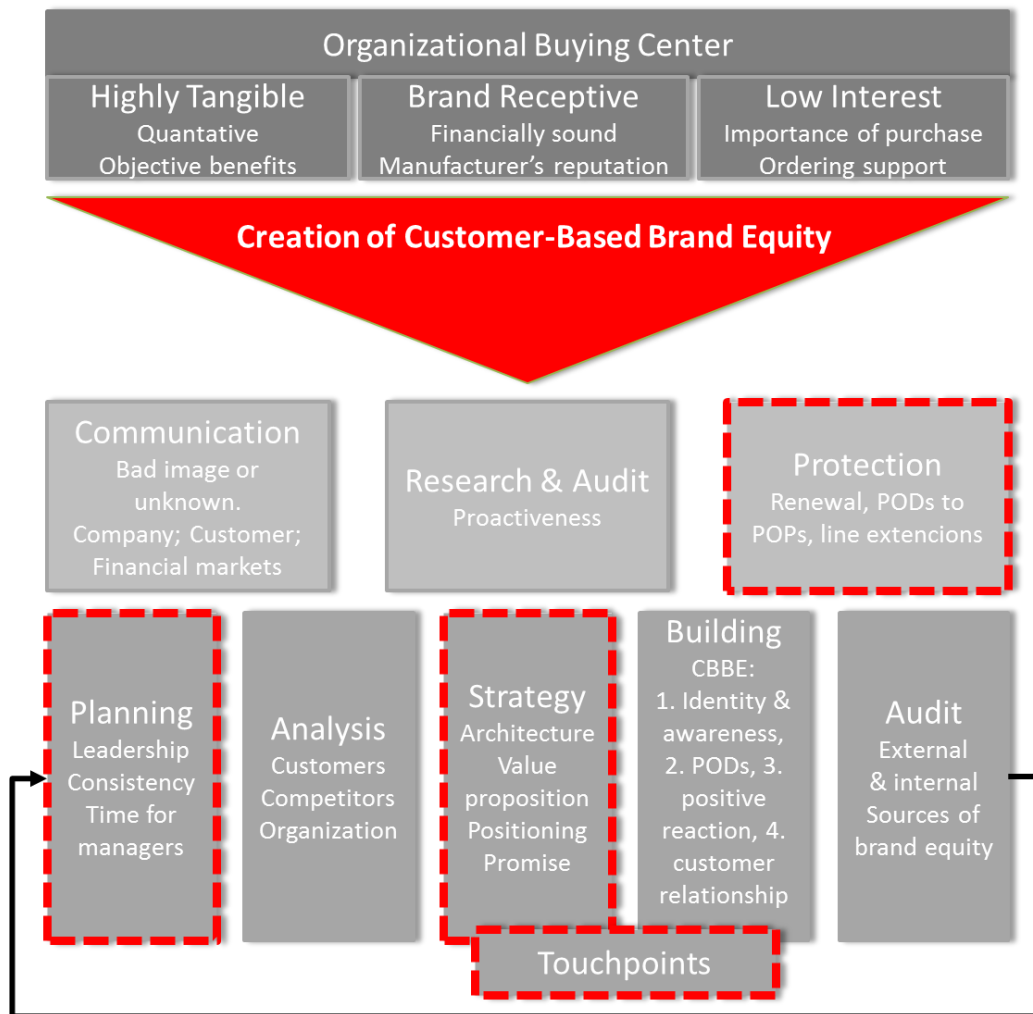 Organizational Buying Center
Highly Tangible
Quantative
Objective benefits
Brand Receptive
Financially sound
Manufacturer's reputation
Low Interest
Importance of purchase
Ordering support
Creation of Customer-Based Brand Equity
Communication
Bad image or
unknown.
Company; Customer;
Financial markets
Research & Audit
Proactiveness
Protection
Renewal, PODs to
POPs, line extencions
Planning
Leadership
Consistency
Time for
managers
Analysis
Customers
Competitors
Organization
Strategy
Architecture
Value
proposition
Positioning
Promise
Building
CBBE:
1. Identity &
awareness,
2. PODs, 3.
positive
reaction, 4.
customer
relationship
Audit
External
& internal
Sources of
brand equity
Touchpoints